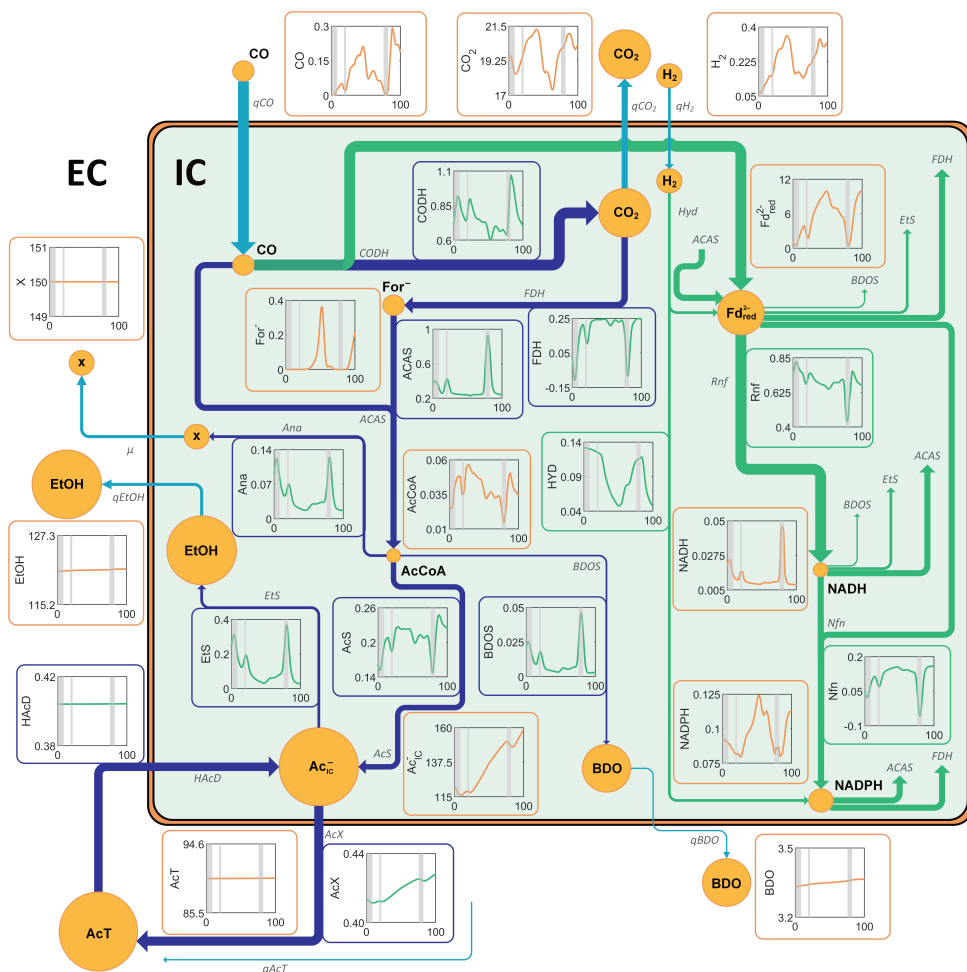 0.3
0.15
0
CO
0
100
21.5
19.25
17
CO2
0
100
0.4
0.225
0.05
H2
0
100
CO
qCO
CO2
qCO2
H2
qH2
EC
IC
H2
Hyd
FDH
EtS
BDOS
1.1
0.85
0.6
CODH
0
100
CO2
12
6
0
Fd2-red
0
100
ACAS
CO
CODH
151
150
149
X
0
100
For−
FDH
Fd2-red
0.4
0.2
0
For-
0
100
1
0.6
0.2
ACAS
0
100
0.25
0.05
-0.15
FDH
0
100
Rnf
0.85
0.625
0.4
Rnf
0
100
x
μ
x
Ana
ACAS
0.14
0.07
0
Ana
0
100
0.06
0.035
0.01
AcCoA
0
100
0.14
0.09
0.04
HYD
0
100
ACAS
EtS
BDOS
EtOH
qEtOH
EtOH
127.3
115.2
EtOH
0
100
AcCoA
BDOS
0.05
0.0275
0.005
NADH
0
100
NADH
Nfn
EtS
0.4
0.2
0
EtS
0
100
0.26
0.2
0.14
AcS
0
100
0.05
0.025
0
BDOS
0
100
0.42
0.38
HAcD
0
100
0.2
0.05
-0.1
Nfn
0
100
0.125
0.1
0.075
NADPH
0
100
HAcD
Ac−IC
AcS
160
137.5
115
Ac-IC
0
100
BDO
NADPH
ACAS
FDH
AcX
94.6
85.5
AcT
0
100
0.44
0.40
AcX
0
100
qBDO
BDO
3.5
3.2
BDO
0
100
AcT
qAcT